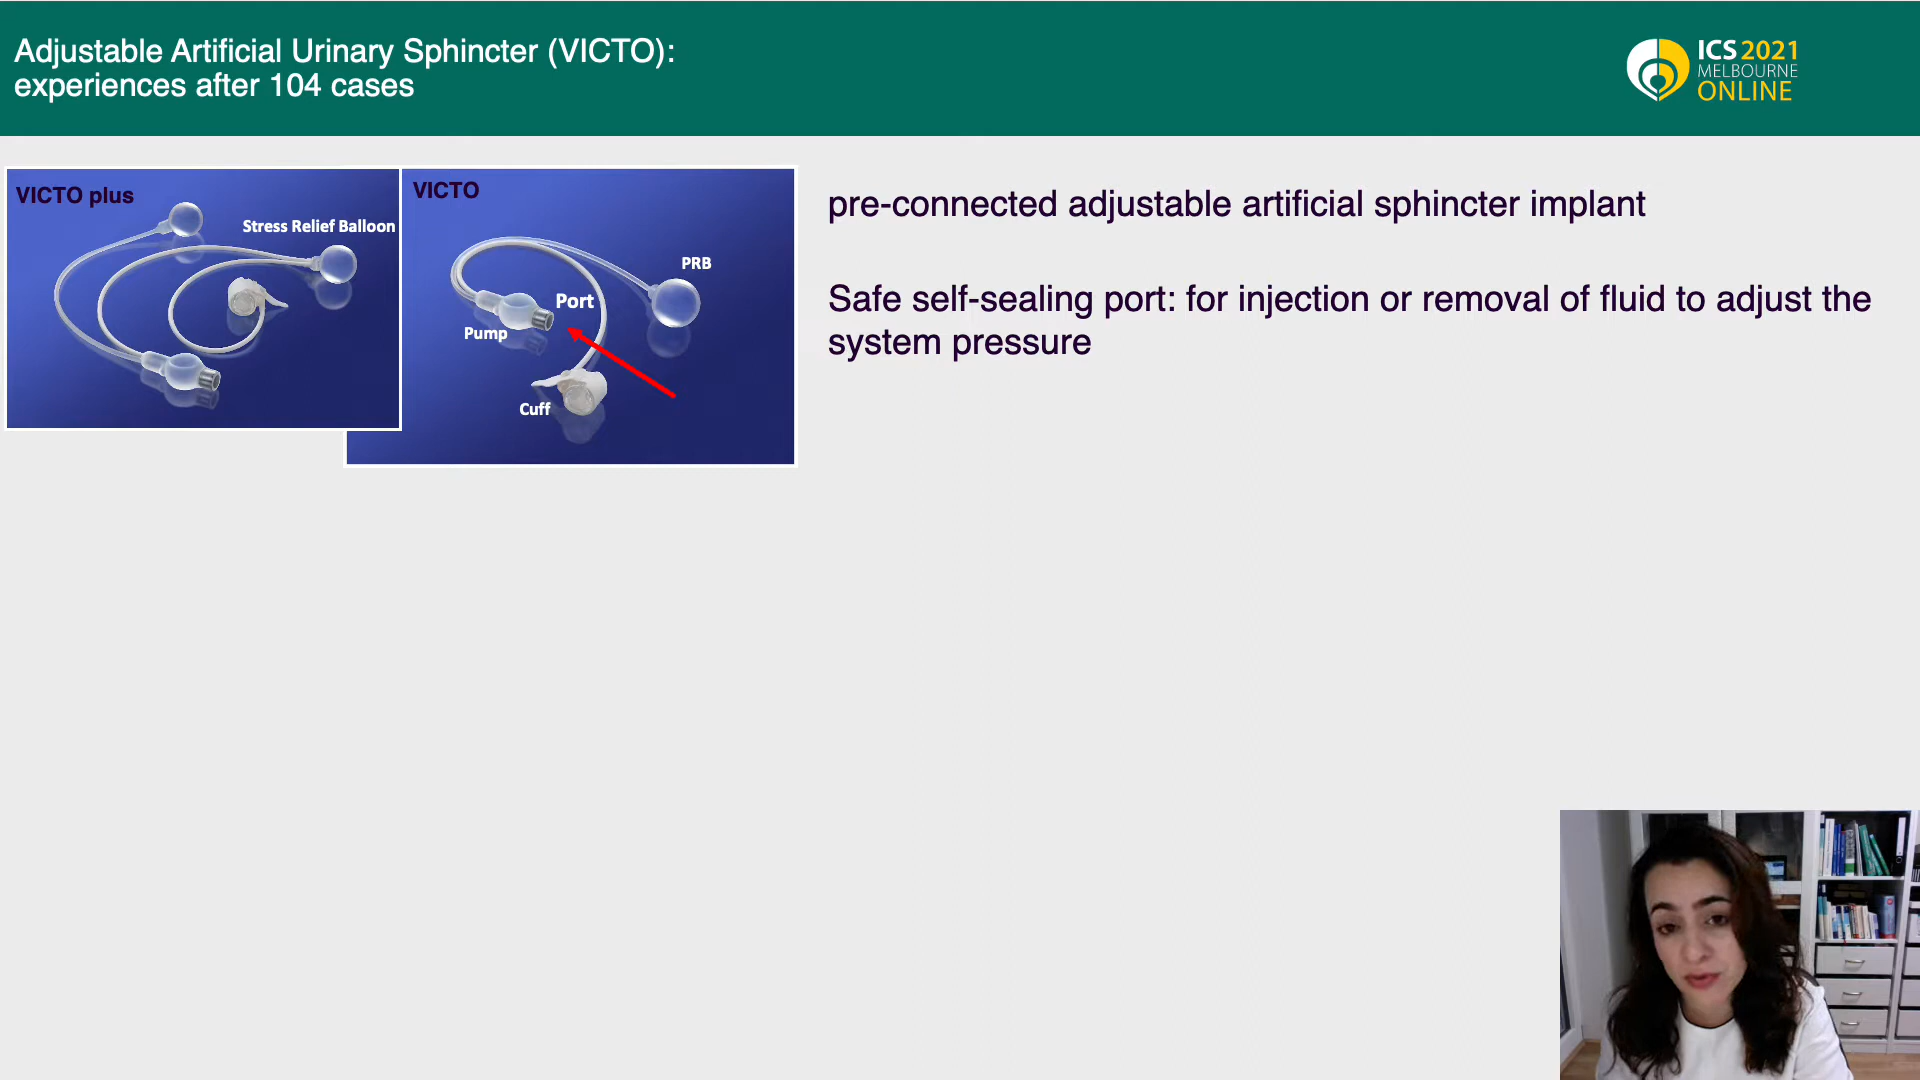 Adjustable Artificial Urinary Sphincter (VICTO):
experiences after 104 cases
ICS 2021
MELBOURNE
ONLINE
VICTO plus
Stress Relief Balloon
VICTO
PRB
Port
Pump
Cuff
pre-connected adjustable artificial sphincter implant
Safe self-sealing port: for injection or removal of fluid to adjust the
system pressure